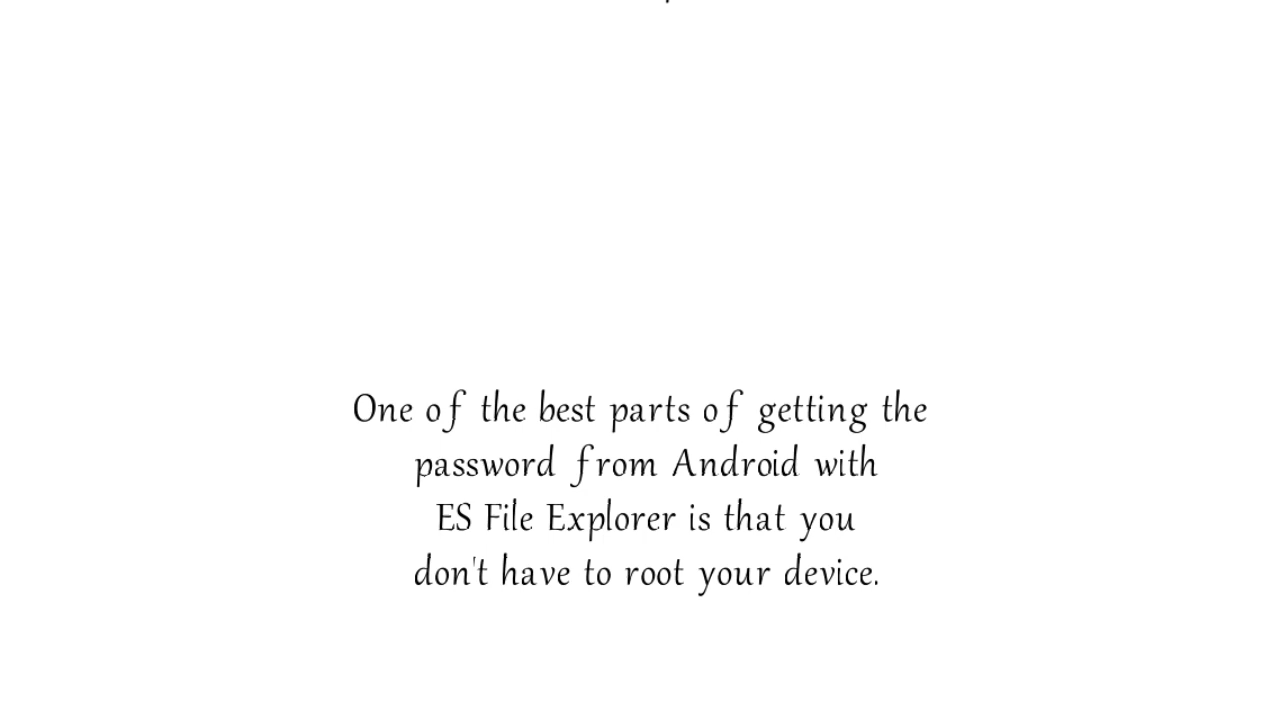 One of the best parts of getting the
password from Android with
ES File Explorer is that you
don't have to root your device.